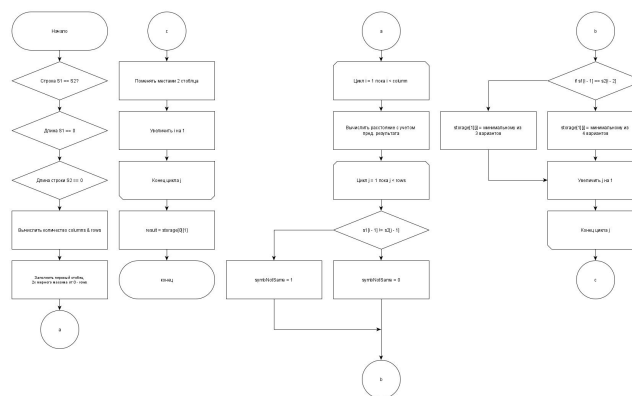 Начало
Строка S1 == S2?
Длина S1 == 0
Длина строки S2 == 0
Вычислить количество columns & rows
Заполнить первый столбец
2х мерного массива от 0 - rows
a
c
Поменять местами 2 столбца
Увеличить i на 1
Конец цикла j
result = storage[0][1]
конец
a
Цикл i = 1 пока i < column
Вычислить расстояние с учетом
пред. результата
Цикл j = 1 пока j < rows
s1[i - 1] != s2[j - 1]
symbNotSame = 1
symbNotSame = 0
b
b
if s1[i - 1] == s2[j - 2]
storage[1][j] = минимальному из
3 вариантов
storage[1][j] = минимальному из
4 вариантов
Увеличить j на 1
Конец цикла j
c